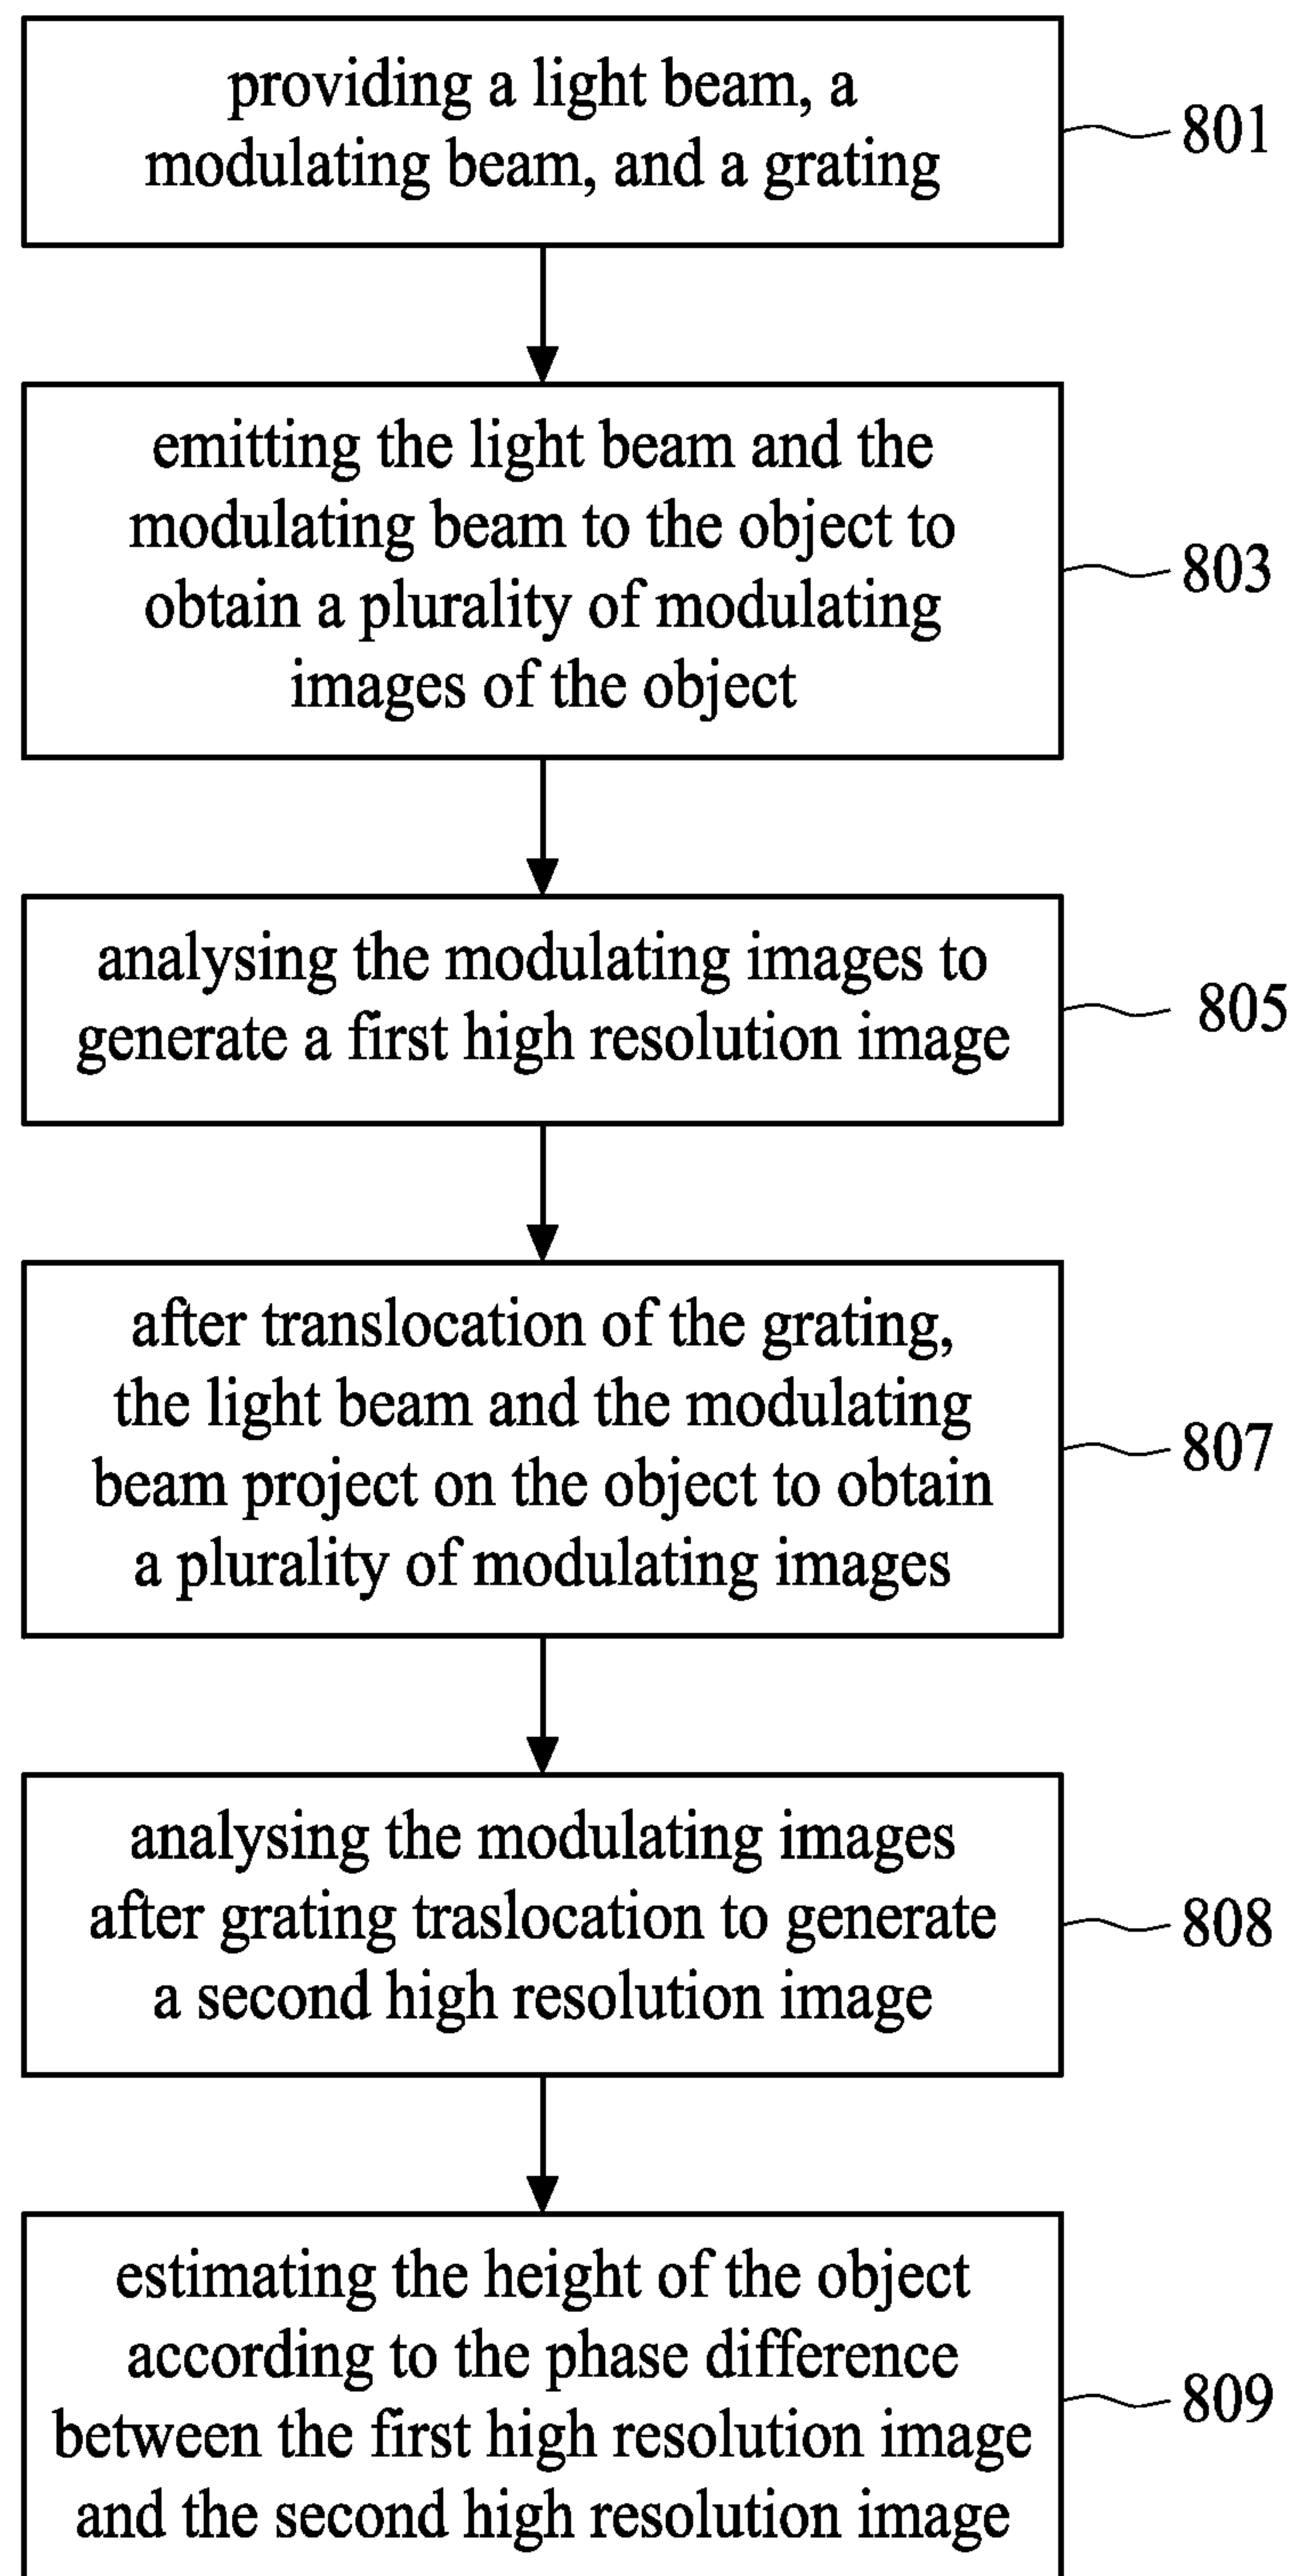 providing a light beam, a
modulating beam, and a grating
801
emitting the light beam and the
modulating beam to the object to
obtain a plurality of modulating
images of the object
803
analysing the modulating images to
generate a first high resolution image
805
after translocation of the grating,
the light beam and the modulating
beam project on the object to obtain
a plurality of modulating images
807
analysing the modulating images
after grating traslocation to generate
a second high resolution image
808
estimating the height of the object
according to the phase difference
between the first high resolution image
and the second high resolution image
809